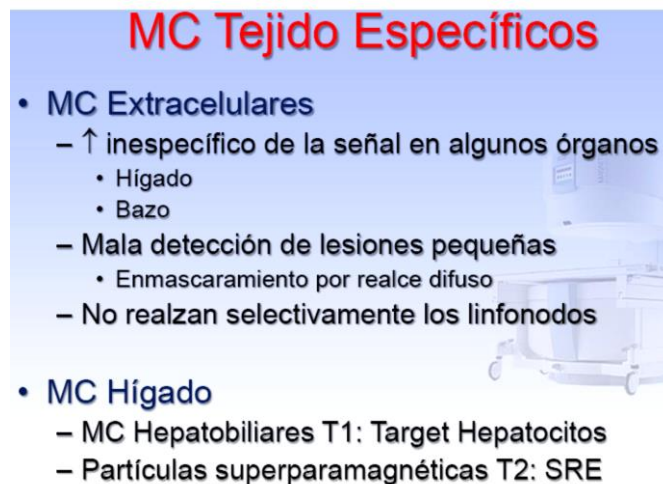 MC Tejido Específicos
• MC Extracelulares
– ↑ inespecífico de la señal en algunos órganos
• Hígado
• Bazo
– Mala detección de lesiones pequeñas
• Enmascaramiento por realce difuso
– No realzan selectivamente los linfonodos
• MC Hígado
– MC Hepatobiliares T1: Target Hepatocitos
– Partículas superparamagnéticas T2: SRE